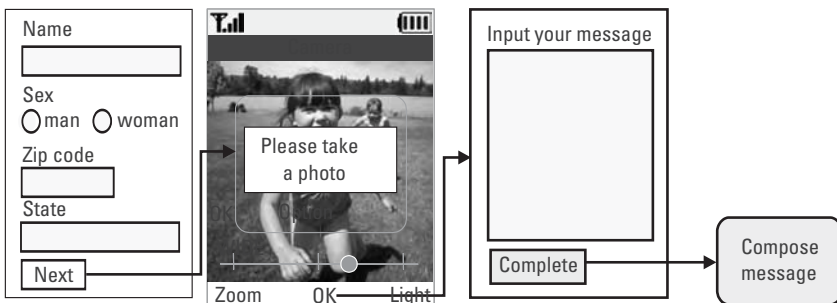 Name
Sex
man woman
Zip code
State
Next
Camera
Please take
a photo
Zoom OK Light
Input your message
Complete
Compose
message